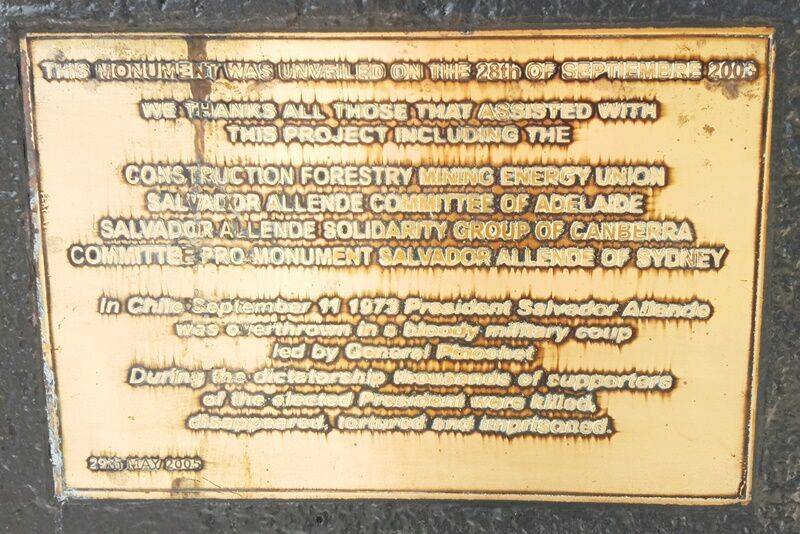 THIS MONUMENT WAS UNVEILED ON THE 28th OF SEPTIEMBRE 2003
WE THANKS ALL THOSE THAT ASSISTED WITH
THIS PROJECT INCLUDING THE
CONSTRUCTION FORESTRY MINING ENERGY UNION
SALVADOR ALLENDE COMMITTEE OF ADELAIDE
SALVADOR ALLENDE SOLIDARITY GROUP OF CANBERRA
COMMITTEE PRO-MONUMENT SALVADOR ALLENDE OF SYDNEY
In Chile September 11 1973 President Salvador Allende
was overthrown in a bloody military coup
led by General Pinochet
During the dictatorship thousands of supporters
of the elected President were killed,
disappeared, tortured and imprisoned.
29th MAY 2005